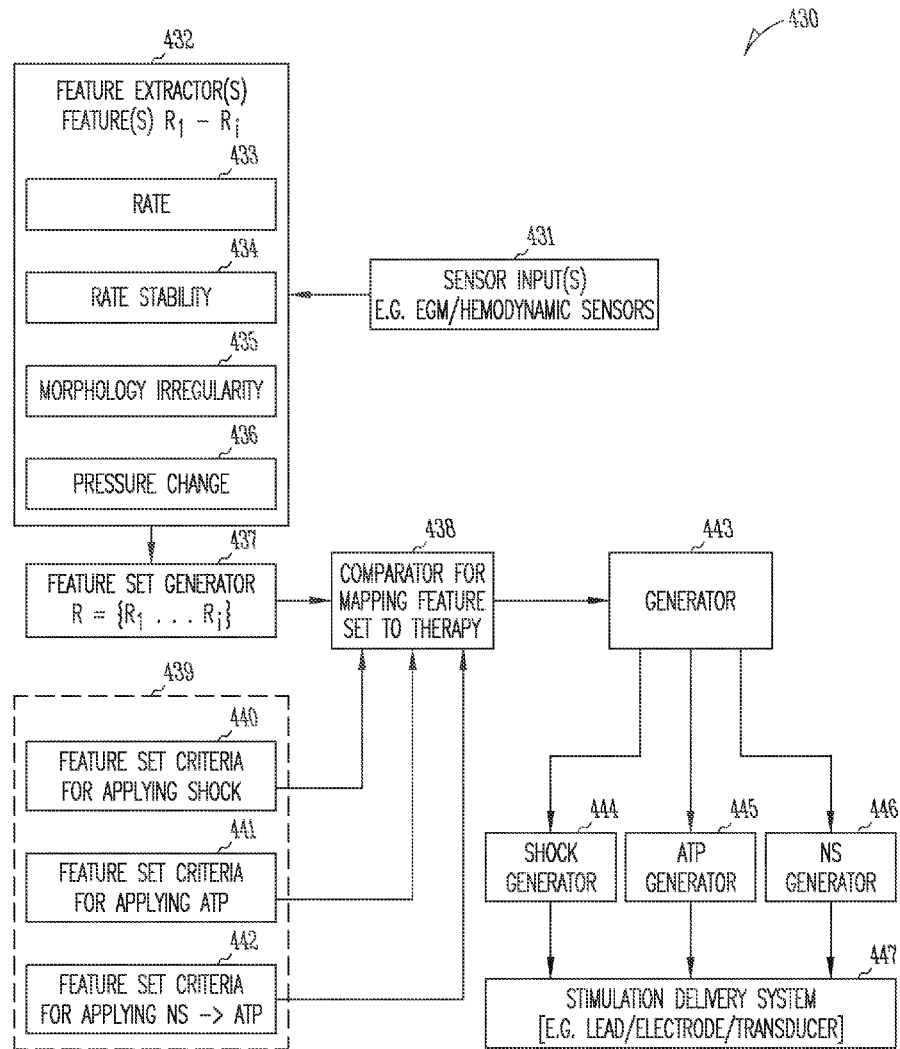 430
432
FEATURE EXTRACTOR(S)
FEATURE(S) R1 – Ri
433
RATE
434
RATE STABILITY
435
MORPHOLOGY IRREGULARITY
436
PRESSURE CHANGE
431
SENSOR INPUT(S)
E.G. EGM/HEMODYNAMIC SENSORS
437
FEATURE SET GENERATOR
R = {R1 . . . Ri}
438
COMPARATOR FOR
MAPPING FEATURE
SET TO THERAPY
443
GENERATOR
439
440
FEATURE SET CRITERIA
FOR APPLYING SHOCK
441
FEATURE SET CRITERIA
FOR APPLYING ATP
442
FEATURE SET CRITERIA
FOR APPLYING NS -> ATP
444
SHOCK
GENERATOR
445
ATP
GENERATOR
446
NS
GENERATOR
447
STIMULATION DELIVERY SYSTEM
[E.G. LEAD/ELECTRODE/TRANSDUCER]